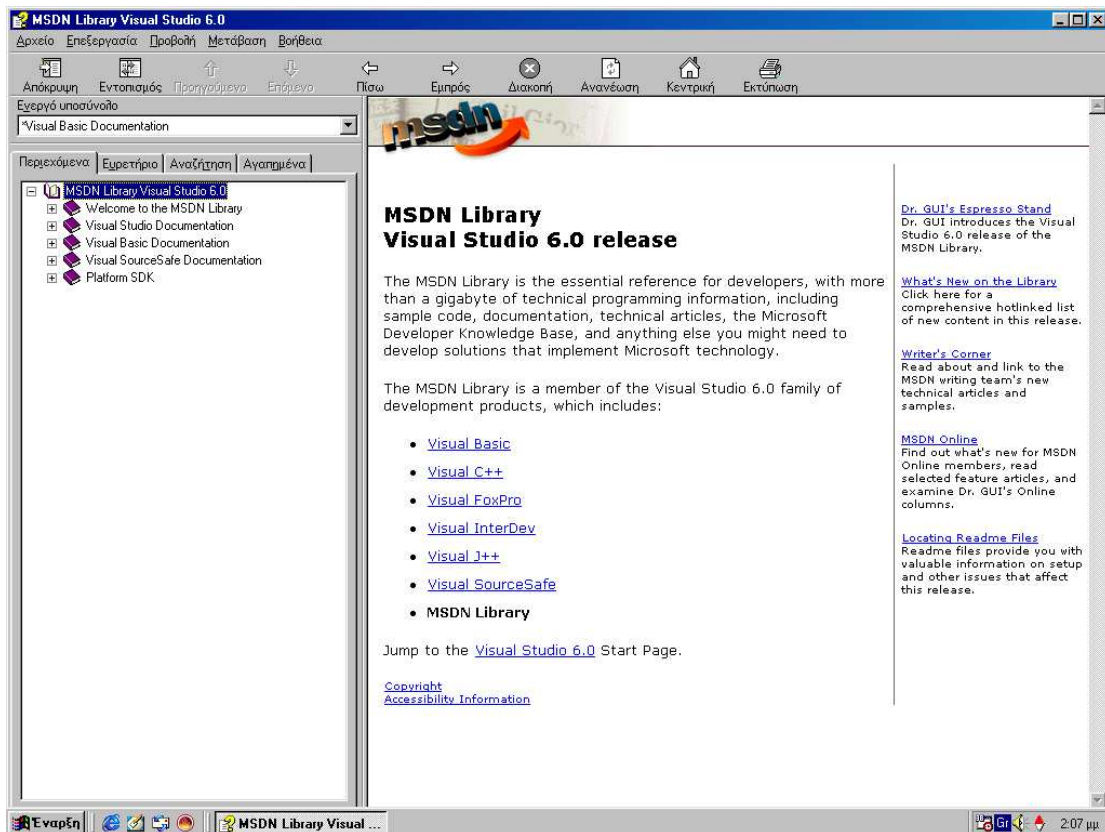 MSDN Library Visual Studio 6.0
Αρχείο Επεξεργασία Προβολή Μετάβαση Βοήθεια
Απόκρυψη Εντοπισμός Προηγούμενο Επόμενο Πίσω Εμπρός Διακοπή Ανανέωση Κεντρική Εκτύπωση
Ενεργό υποσύνολο
*Visual Basic Documentation
Περιεχόμενα Ευρετήριο Αναζήτηση Αγαπημένα
MSDN Library Visual Studio 6.0
Welcome to the MSDN Library
Visual Studio Documentation
Visual Basic Documentation
Visual SourceSafe Documentation
Platform SDK
msdn
MSDN Library
Visual Studio 6.0 release
The MSDN Library is the essential reference for developers, with more
than a gigabyte of technical programming information, including
sample code, documentation, technical articles, the Microsoft
Developer Knowledge Base, and anything else you might need to
develop solutions that implement Microsoft technology.
The MSDN Library is a member of the Visual Studio 6.0 family of
development products, which includes:
• Visual Basic
• Visual C++
• Visual FoxPro
• Visual InterDev
• Visual J++
• Visual SourceSafe
• MSDN Library
Jump to the Visual Studio 6.0 Start Page.
Copyright
Accessibility Information
Dr. GUI's Espresso Stand
Dr. GUI introduces the Visual
Studio 6.0 release of the
MSDN Library.
What's New on the Library
Click here for a
comprehensive hotlinked list
of new content in this release.
Writer's Corner
Read about and link to the
MSDN writing team's new
technical articles and
samples.
MSDN Online
Find out what's new for MSDN
Online members, read
selected feature articles, and
examine Dr. GUI's Online
columns.
Locating Readme Files
Readme files provide you with
valuable information on setup
and other issues that affect
this release.
Έναρξη MSDN Library Visual ... Gr 2:07 μμ